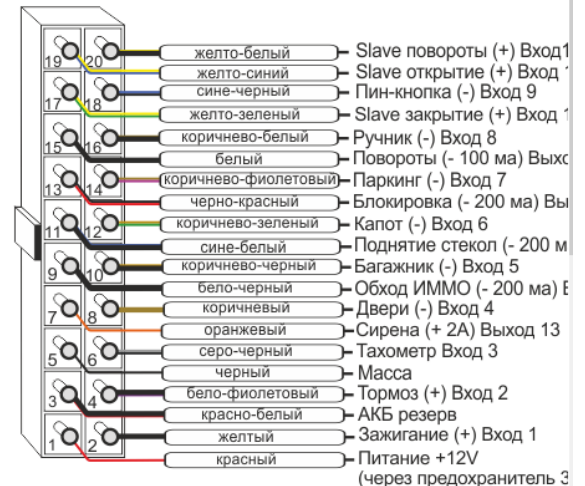 19 20 желто-белый Slave повороты (+) Вход1
желто-синий Slave открытие (+) Вход
17 18 сине-черный Пин-кнопка (-) Вход 9
желто-зеленый Slave закрытие (+) Вход 1
15 16 коричнево-белый Ручник (-) Вход 8
белый Повороты (- 100 ма)
13 14 коричнево-фиолетовый Паркинг (-) Вход 7
черно-красный Блокировка (- 200 ма)
11 12 коричнево-зеленый Капот (-) Вход 6
сине-белый Поднятие стекол (- 200
9 10 коричнево-черный Багажник (-) Вход 5
бело-черный Обход ИММО (- 200 ма)
7 8 коричневый Двери (-) Вход 4
оранжевый Сирена (+ 2А) Выход 13
5 6 серо-черный Тахометр Вход 3
черный Масса
3 4 бело-фиолетовый Тормоз (+) Вход 2
красно-белый АКБ резерв
1 2 желтый Зажигание (+) Вход 1
красный Питание +12V
(через предохранитель 3